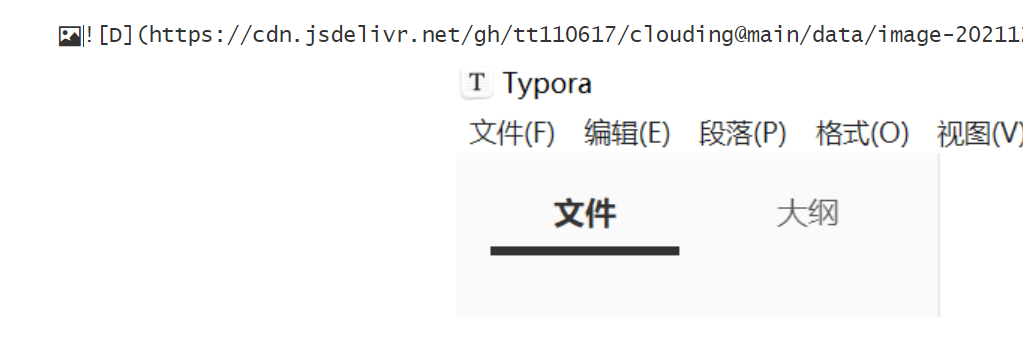 ![D](https://cdn.jsdelivr.net/gh/tt110617/clouding@main/data/image-20211
T Typora
文件(F) 编辑(E) 段落(P) 格式(O) 视图(V)
文件 大纲